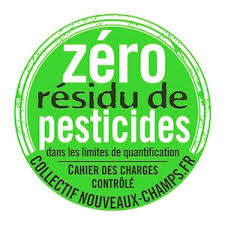 zéro
résidu de
pesticides
dans les limites de quantification
CAHIER DES CHARGES
CONTRÔLÉ
COLLECTIF NOUVEAUX-CHAMPS.FR